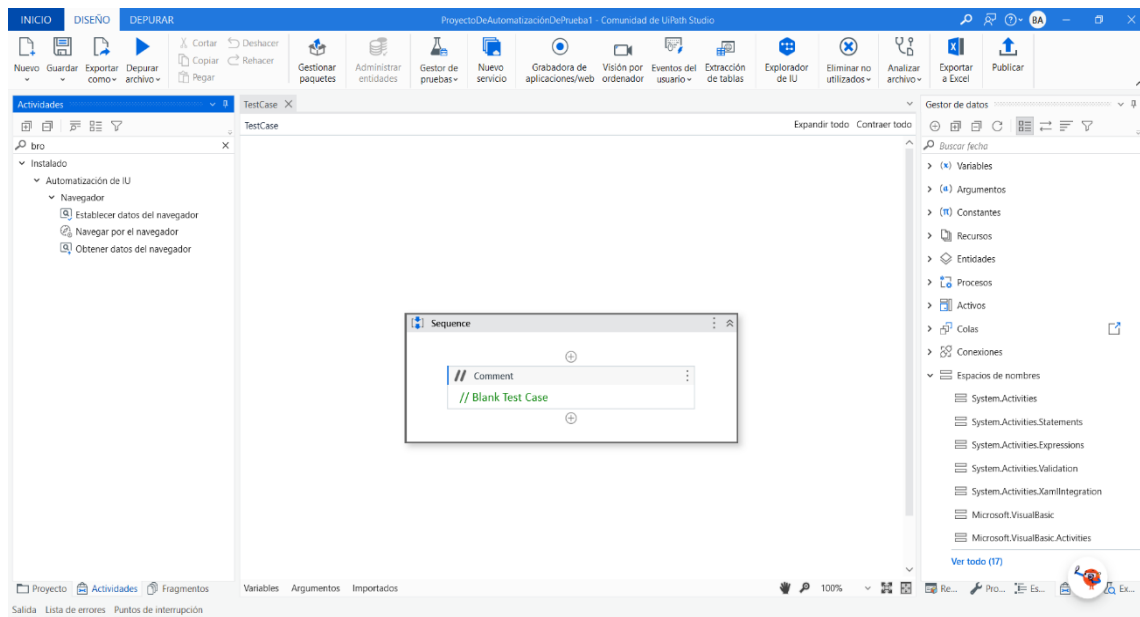 INICIO DISEÑO DEPURAR
ProyectoDeAutomatizaciónDePrueba1 - Comunidad de UiPath Studio
BA
Nuevo
Guardar
Exportar como
Depurar archivo
Cortar
Copiar
Pegar
Deshacer
Rehacer
Gestionar paquetes
Administrar entidades
Gestor de pruebas
Nuevo servicio
Grabadora de aplicaciones/web
Visión por ordenador
Eventos del usuario
Extracción de tablas
Explorador de IU
Eliminar no utilizados
Analizar archivo
Exportar a Excel
Publicar
Actividades
bro
Instalado
Automatización de IU
Navegador
Establecer datos del navegador
Navegar por el navegador
Obtener datos del navegador
Proyecto Actividades Fragmentos
TestCase
TestCase
Expandir todo Contraer todo
Sequence
// Comment
// Blank Test Case
Variables Argumentos Importados
100%
Gestor de datos
Buscar fecha
(x) Variables
(a) Argumentos
(π) Constantes
Recursos
Entidades
Procesos
Activos
Colas
Conexiones
Espacios de nombres
System.Activities
System.Activities.Statements
System.Activities.Expressions
System.Activities.Validation
System.Activities.XamlIntegration
Microsoft.VisualBasic
Microsoft.VisualBasic.Activities
Ver todo (17)
Re... Pro... Es... Ex...
Salida Lista de errores Puntos de interrupción